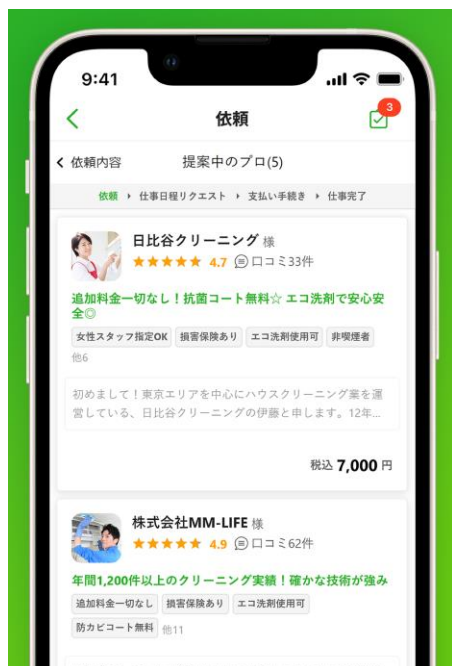 9:41
依頼
3
依頼内容
提案中のプロ(5)
依頼 仕事日程リクエスト 支払い手続き 仕事完了
日比谷クリーニング 様
★★★★★ 4.7 口コミ33件
追加料金一切なし！抗菌コート無料☆ エコ洗剤で安心安
全◎
女性スタッフ指定OK 損害保険あり エコ洗剤使用可 非喫煙者
他6
初めまして！東京エリアを中心にハウスクリーニング業を運
営している、日比谷クリーニングの伊藤と申します。12年...
税込 7,000 円
株式会社MM-LIFE 様
★★★★★ 4.9 口コミ62件
年間1,200件以上のクリーニング実績！確かな技術が強み
追加料金一切なし 損害保険あり エコ洗剤使用可
防カビコート無料 他11